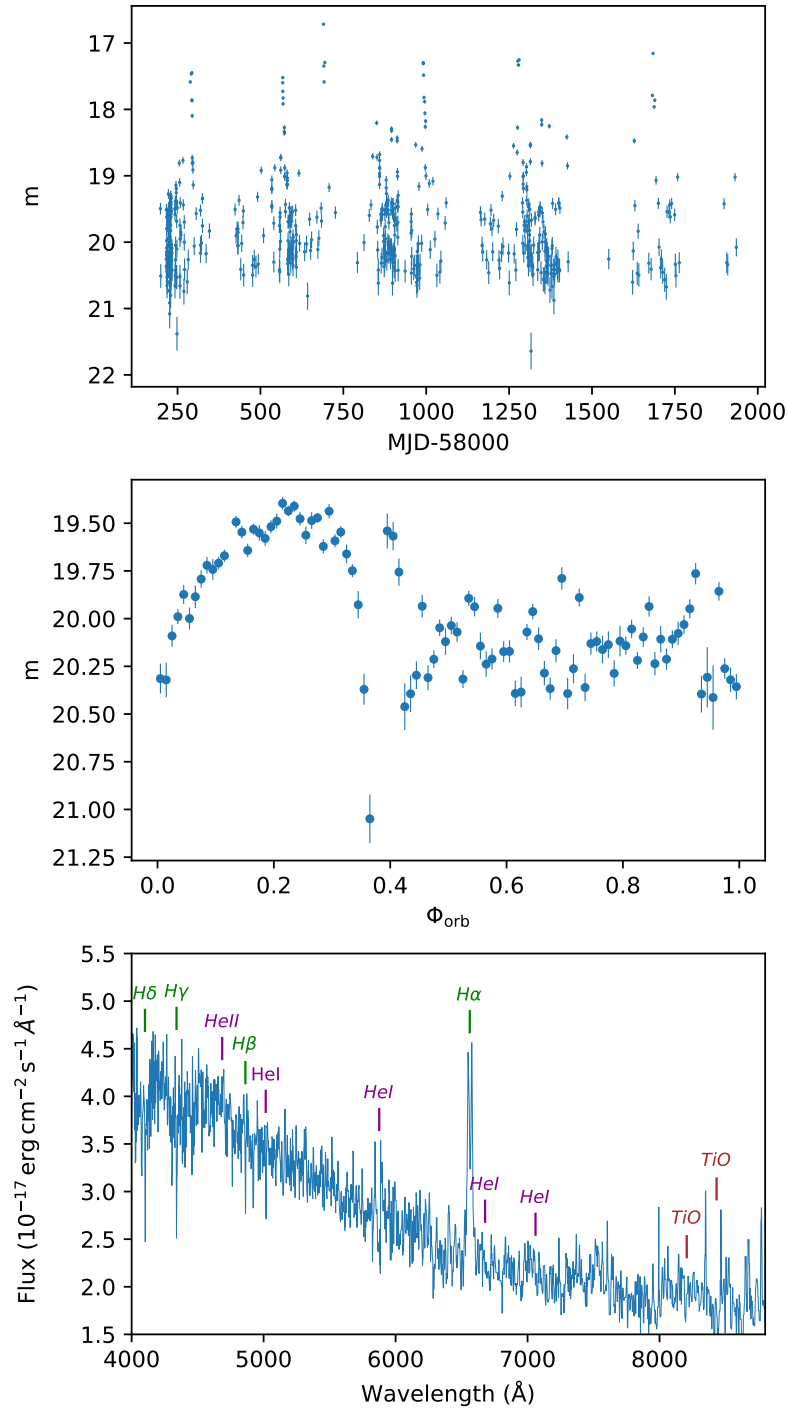 17
18
19
20
21
22
m
250 500 750 1000 1250 1500 1750 2000
MJD-58000
19.50
19.75
20.00
20.25
20.50
20.75
21.00
21.25
m
0.0 0.2 0.4 0.6 0.8 1.0
Φorb
5.5
5.0
4.5
4.0
3.5
3.0
2.5
2.0
1.5
Flux (10⁻¹⁷ erg cm⁻² s⁻¹ Å⁻¹)
Hδ
Hγ
HeII
Hβ
HeI
HeI
Hα
HeI
HeI
TiO
TiO
4000 5000 6000 7000 8000
Wavelength (Å)